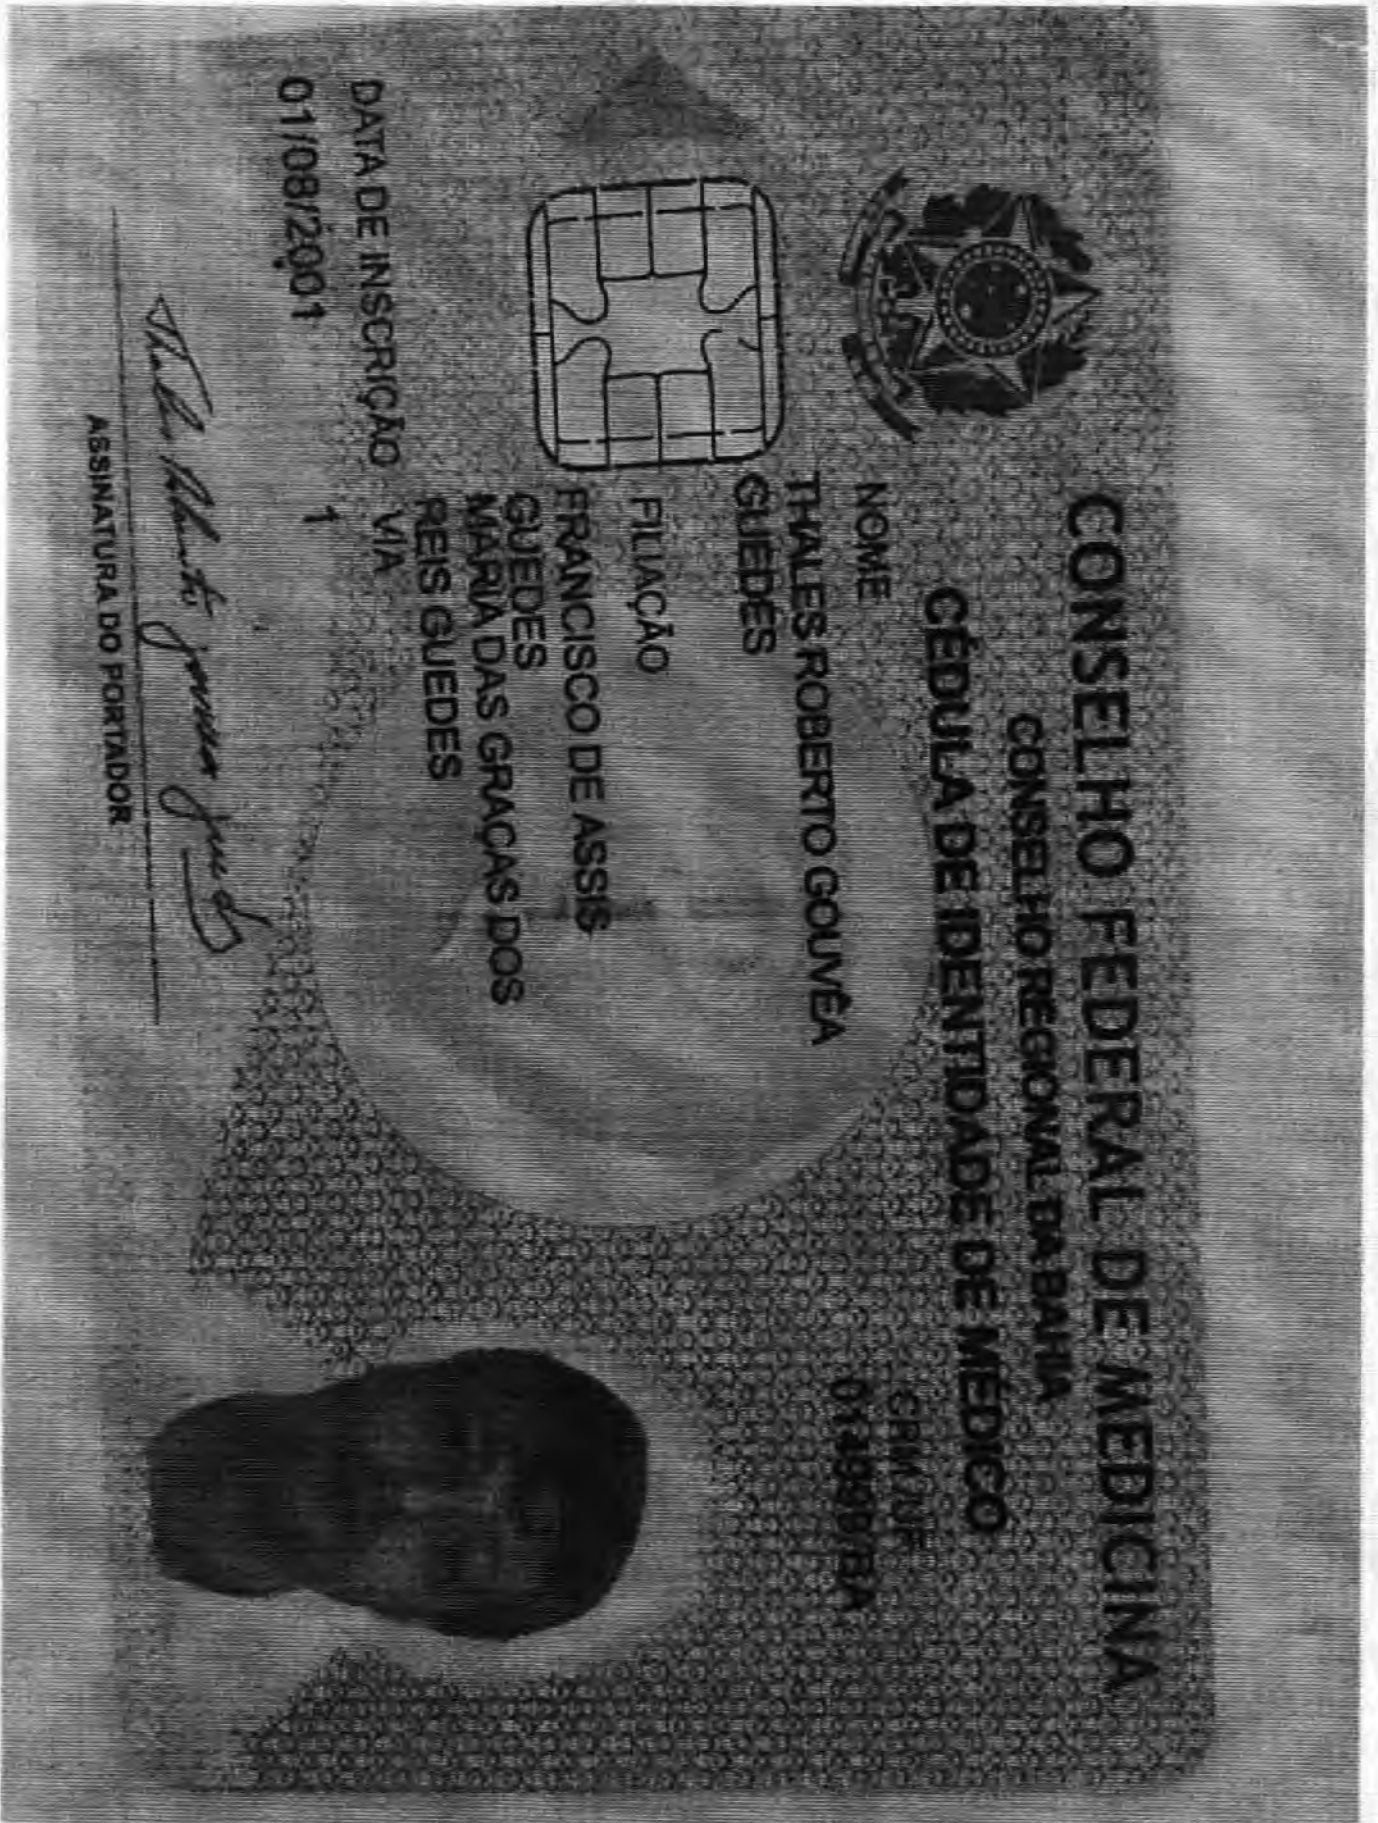 CONSELHO FEDERAL DE MEDICINA
CONSELHO REGIONAL DA BAHIA
CÉDULA DE IDENTIDADE DE MÉDICO
NOME
THALES ROBERTO GOUVÊA
GUEDES
CRM / UF
FILIAÇÃO
FRANCISCO DE ASSIS
GUEDES
MARIA DAS GRAÇAS DOS
REIS GUEDES
DATA DE INSCRIÇÃO VIA
01/08/2001 1
ASSINATURA DO PORTADOR